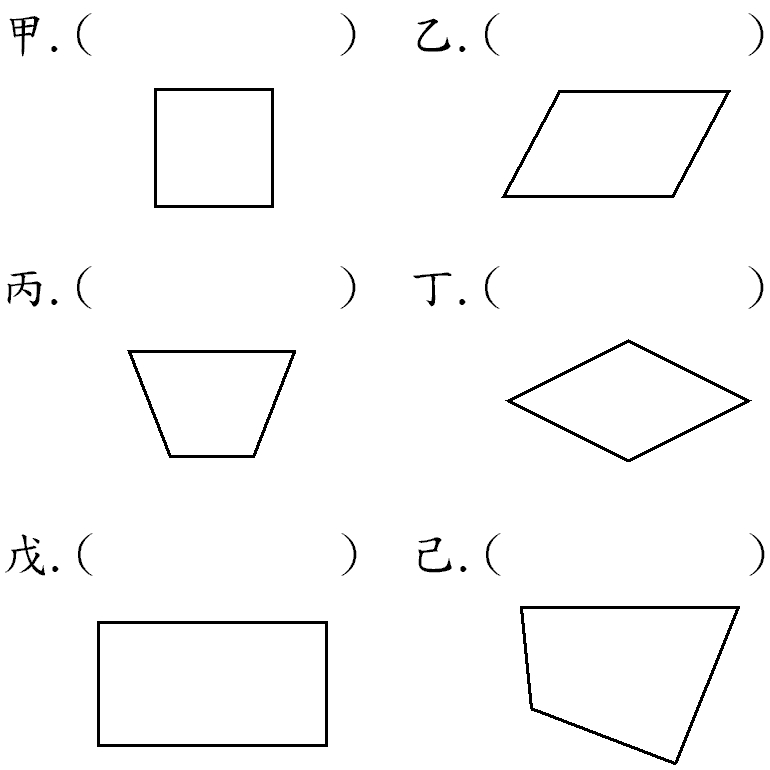 甲.(　　　) 乙.(　　　)
丙.(　　　) 丁.(　　　)
戊.(　　　) 己.(　　　)